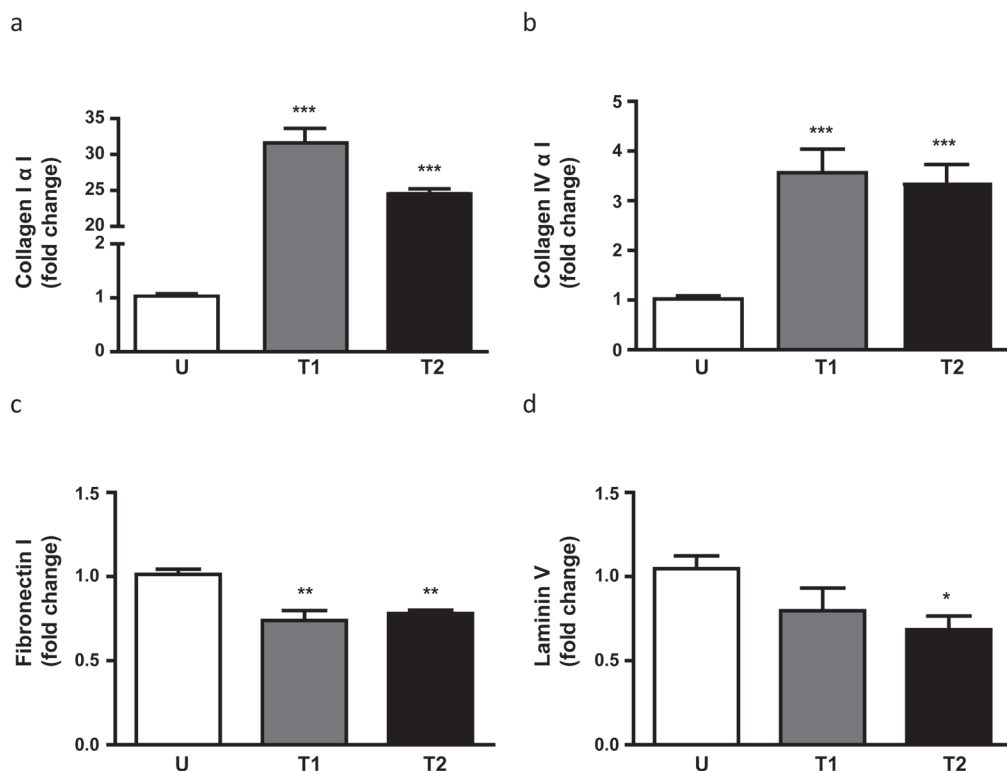 a
Collagen I α I
(fold change)
35
30
25
20
2
1
0
***
***
U T1 T2
b
Collagen IV α I
(fold change)
5
4
3
2
1
0
***
***
U T1 T2
c
Fibronectin I
(fold change)
1.5
1.0
0.5
0.0
**
**
U T1 T2
d
Laminin V
(fold change)
1.5
1.0
0.5
0.0
*
U T1 T2